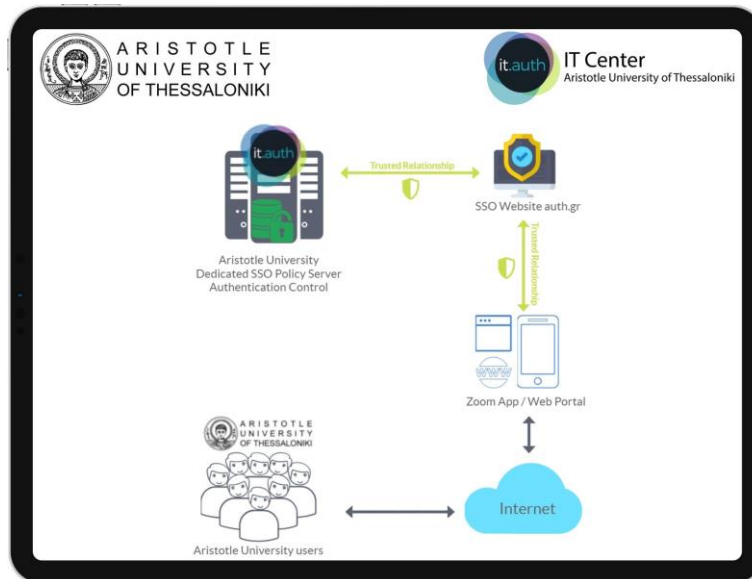 ARISTOTLE
UNIVERSITY
OF THESSALONIKI
it.auth
IT Center
Aristotle University of Thessaloniki
it.auth
Trusted Relationship
SSO Website auth.gr
Aristotle University
Dedicated SSO Policy Server
Authentication Control
Trusted Relationship
WWW
Zoom App / Web Portal
ARISTOTLE
UNIVERSITY
OF THESSALONIKI
Internet
Aristotle University users